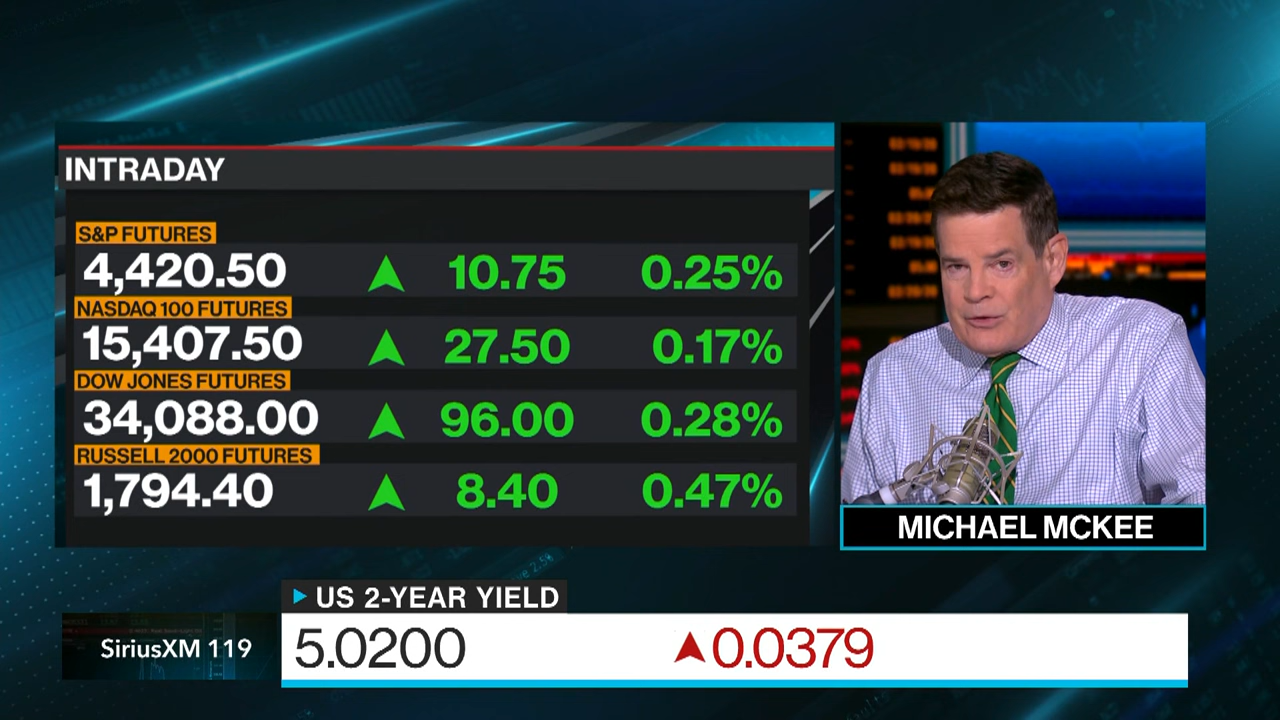 INTRADAY
S&P FUTURES
4,420.50 ▲ 10.75 0.25%
NASDAQ 100 FUTURES
15,407.50 ▲ 27.50 0.17%
DOW JONES FUTURES
34,088.00 ▲ 96.00 0.28%
RUSSELL 2000 FUTURES
1,794.40 ▲ 8.40 0.47%
MICHAEL MCKEE
US 2-YEAR YIELD
SiriusXM 119
5.0200 ▲0.0379